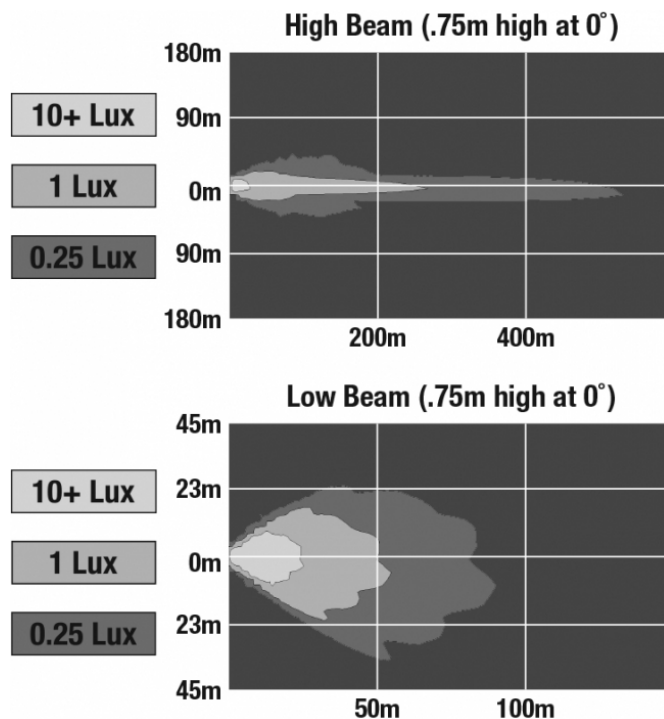 High Beam (.75m high at 0°)
180m
10+ Lux
90m
1 Lux
0m
0.25 Lux
90m
180m
200m 400m
Low Beam (.75m high at 0°)
45m
10+ Lux
23m
1 Lux
0m
0.25 Lux
23m
45m
50m 100m